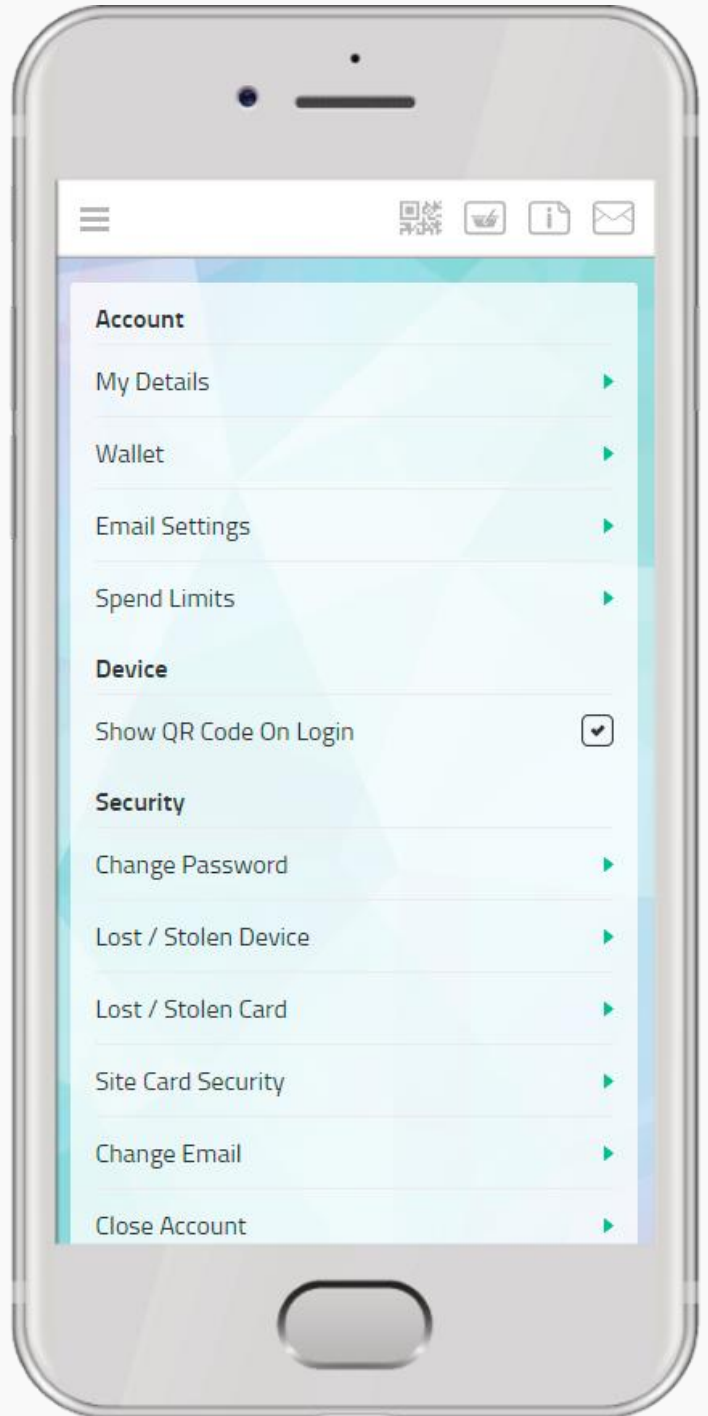 Account
My Details
Wallet
Email Settings
Spend Limits
Device
Show QR Code On Login
Security
Change Password
Lost / Stolen Device
Lost / Stolen Card
Site Card Security
Change Email
Close Account